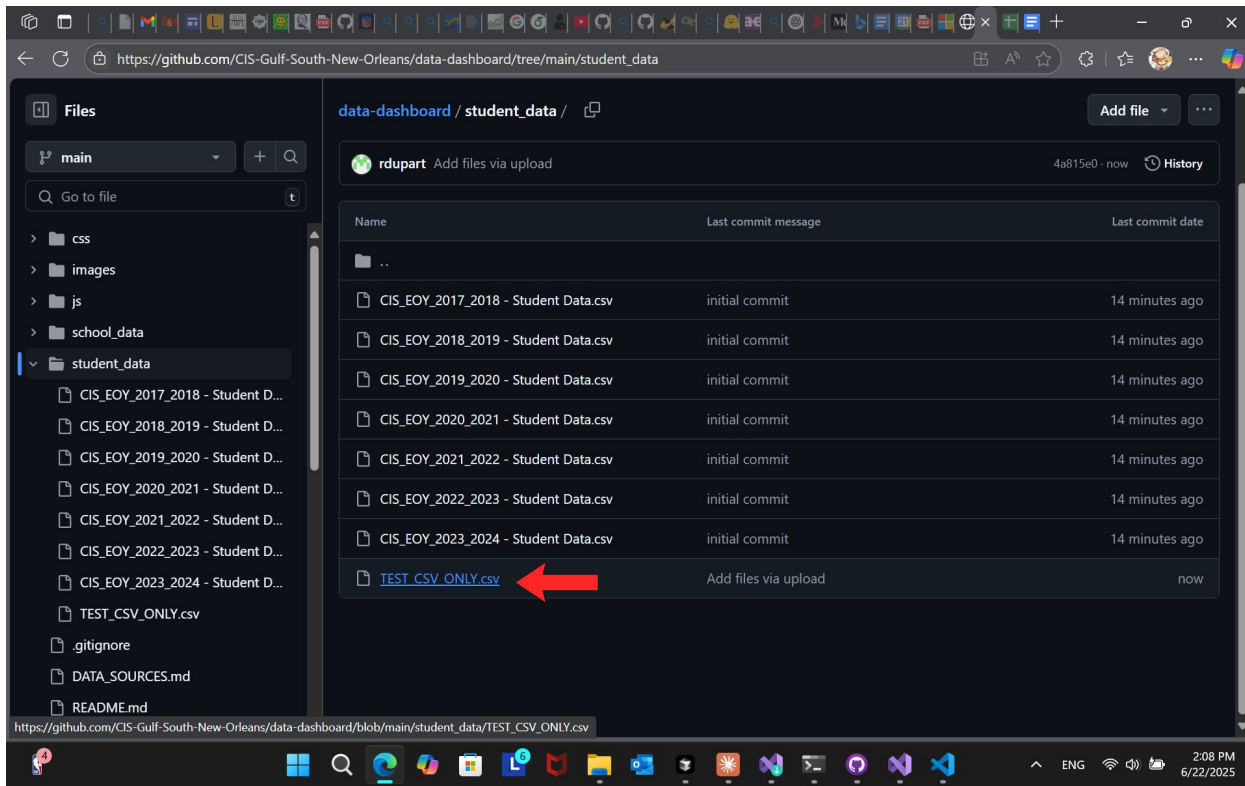 https://github.com/CIS-Gulf-South-New-Orleans/data-dashboard/tree/main/student_data
Files
main
Go to file
t
css
images
js
school_data
student_data
CIS_EOY_2017_2018 - Student D...
CIS_EOY_2018_2019 - Student D...
CIS_EOY_2019_2020 - Student D...
CIS_EOY_2020_2021 - Student D...
CIS_EOY_2021_2022 - Student D...
CIS_EOY_2022_2023 - Student D...
CIS_EOY_2023_2024 - Student D...
TEST_CSV_ONLY.csv
.gitignore
DATA_SOURCES.md
README.md
data-dashboard / student_data /
Add file
rdupart Add files via upload 4a815e0 · now History
Name Last commit message Last commit date
..
CIS_EOY_2017_2018 - Student Data.csv initial commit 14 minutes ago
CIS_EOY_2018_2019 - Student Data.csv initial commit 14 minutes ago
CIS_EOY_2019_2020 - Student Data.csv initial commit 14 minutes ago
CIS_EOY_2020_2021 - Student Data.csv initial commit 14 minutes ago
CIS_EOY_2021_2022 - Student Data.csv initial commit 14 minutes ago
CIS_EOY_2022_2023 - Student Data.csv initial commit 14 minutes ago
CIS_EOY_2023_2024 - Student Data.csv initial commit 14 minutes ago
TEST_CSV_ONLY.csv Add files via upload now
https://github.com/CIS-Gulf-South-New-Orleans/data-dashboard/blob/main/student_data/TEST_CSV_ONLY.csv
4
6
ENG
2:08 PM
6/22/2025